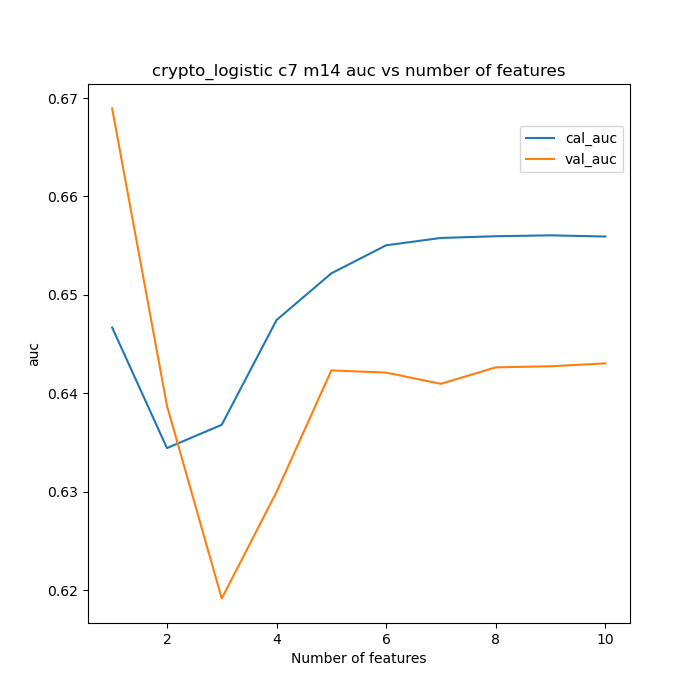 crypto_logistic c7 m14 auc vs number of features
0.67
cal_auc
val_auc
0.66
0.65
auc
0.64
0.63
0.62
2 4 6 8 10
Number of features